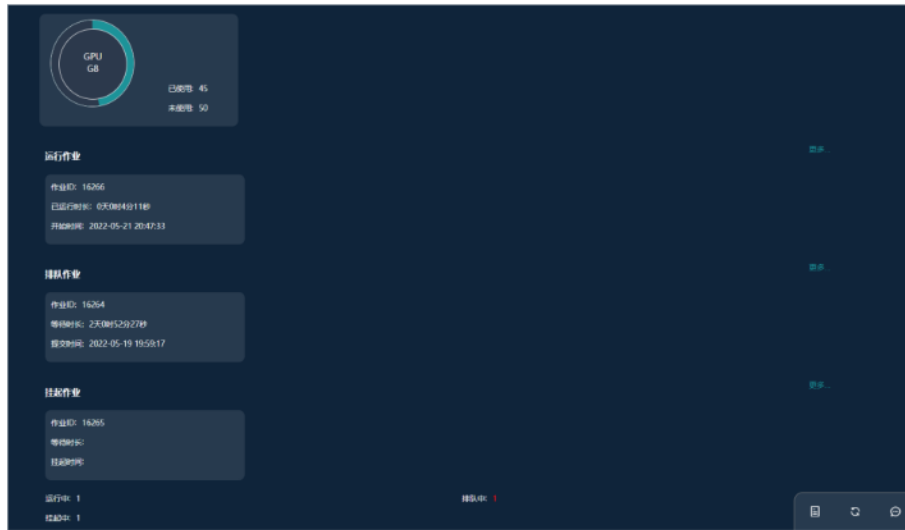 GPU
GB
已使用: 45
未使用: 50
运行作业
更多...
作业ID: 16266
已运行时长: 0天0时4分11秒
开始时间: 2022-05-21 20:47:33
排队作业
更多...
作业ID: 16264
等待时长: 2天0时52分27秒
提交时间: 2022-05-19 19:59:17
挂起作业
更多...
作业ID: 16265
等待时长:
挂起时间:
运行中: 1
排队中: 1
挂起中: 1